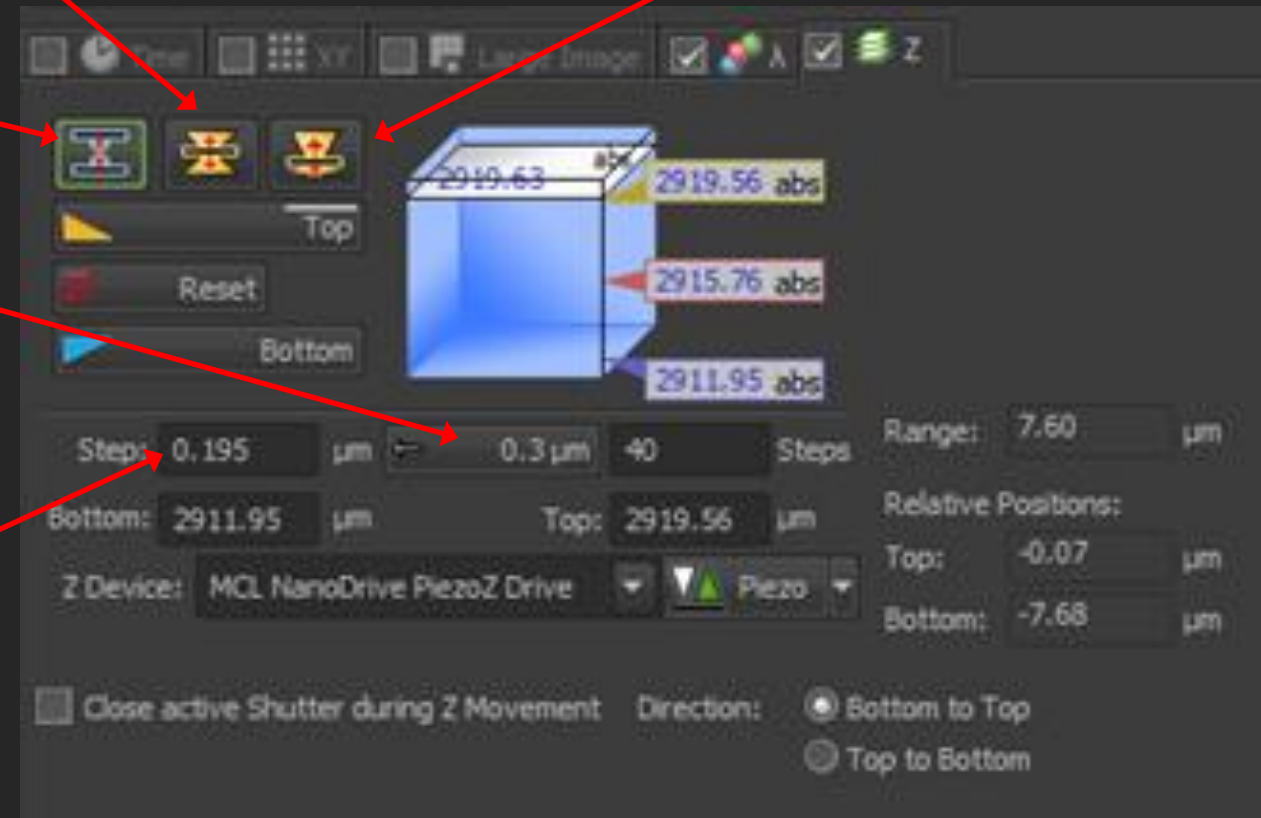 Time XY Large Image λ Z
Top
Reset
Bottom
2919.63 abs
2919.56 abs
2915.76 abs
2911.95 abs
Step: 0.195 µm 0.3 µm 40 Steps
Bottom: 2911.95 µm Top: 2919.56 µm
Z Device: MCL NanoDrive PiezoZ Drive Piezo
Range: 7.60 µm
Relative Positions:
Top: -0.07 µm
Bottom: -7.68 µm
Close active Shutter during Z Movement Direction: Bottom to Top
Top to Bottom